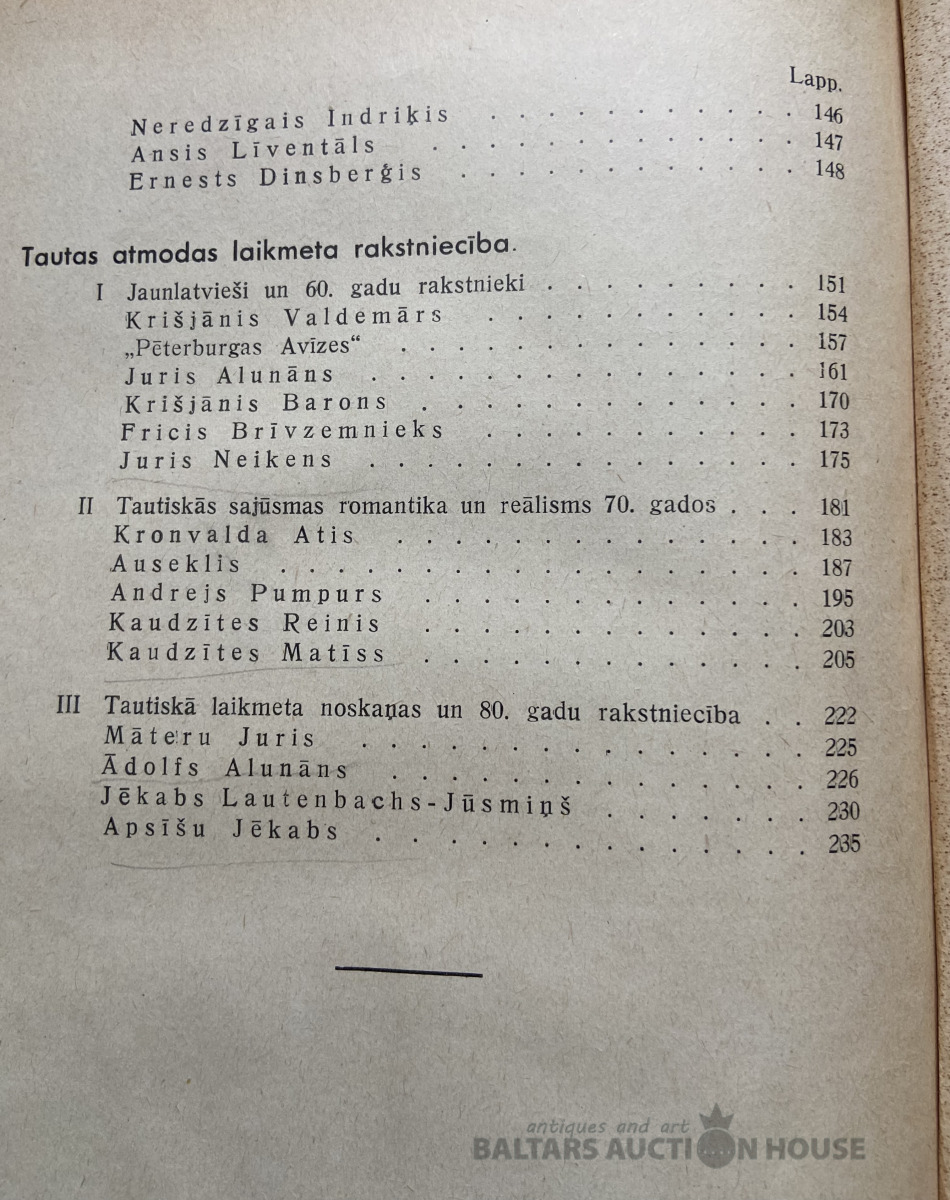 Lapp.
Neredzīgais Indriķis . . . . . . . . . . . 146
Ansis Līventāls . . . . . . . . . . . . . 147
Ernests Dinsberģis . . . . . . . . . . . . 148
Tautas atmodas laikmeta rakstniecība.
I Jaunlatvieši un 60. gadu rakstnieki . . . . . . . . . 151
Krišjānis Valdemārs . . . . . . . . . . . 154
„Pēterburgas Avīzes“ . . . . . . . . . . . . . . 157
Juris Alunāns . . . . . . . . . . . . . . . 161
Krišjānis Barons . . . . . . . . . . . . . 170
Fricis Brīvzemnieks . . . . . . . . . . . 173
Juris Neikens . . . . . . . . . . . . . . . 175
II Tautiskās sajūsmas romantika un reālisms 70. gados . . . 181
Kronvalda Atis . . . . . . . . . . . . . . 183
Auseklis . . . . . . . . . . . . . . . . . . 187
Andrejs Pumpurs . . . . . . . . . . . . . 195
Kaudzītes Reinis . . . . . . . . . . . . . 203
Kaudzītes Matīss . . . . . . . . . . . . . 205
III Tautiskā laikmeta noskaņas un 80. gadu rakstniecība . . 222
Māteru Juris . . . . . . . . . . . . . . . 225
Ādolfs Alunāns . . . . . . . . . . . . . . 226
Jēkabs Lautenbachs-Jūsmiņš . . . . . . . 230
Apsīšu Jēkabs . . . . . . . . . . . . . . 235
antiques and art
BALTARS AUCTION HOUSE